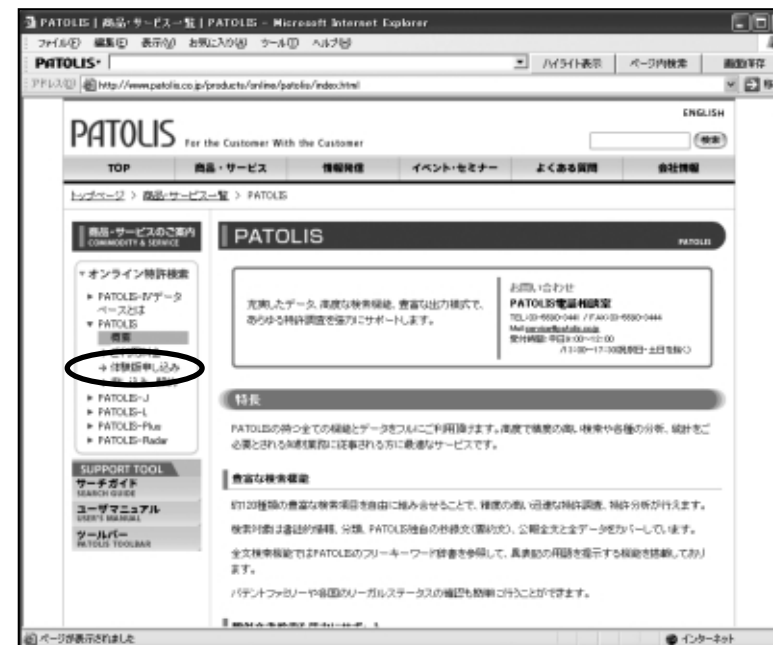 PATOLIS | 商品・サービス一覧 | PATOLIS - Microsoft Internet Explorer
ファイル(F) 編集(E) 表示(V) お気に入り(A) ツール(T) ヘルプ(H)
PATOLIS ハイライト表示 ページ内検索 画面保存
アドレス(D) http://www.patolis.co.jp/products/online/patolis/index.html
ENGLISH
PATOLIS For the Customer With the Customer
検索
TOP 商品・サービス 情報発信 イベント・セミナー よくある質問 会社情報
トップページ > 商品・サービス一覧 > PATOLIS
商品・サービスのご案内
COMMODITY & SERVICE
オンライン特許検索
PATOLIS-IV/データベースとは
PATOLIS
概要
体験版申し込み
PATOLIS-J
PATOLIS-L
PATOLIS-Plus
PATOLIS-Radar
SUPPORT TOOL
サーチガイド
SEARCH GUIDE
ユーザマニュアル
USER'S MANUAL
ツールバー
PATOLIS TOOLBAR
PATOLIS
PATOLIS
充実したデータ、高度な検索機能、豊富な出力様式で、
あらゆる特許調査を強力にサポートします。
お問い合わせ
PATOLIS電話相談室
特長
PATOLISの持つ全ての機能とデータをフルにご利用頂けます。高度で精度の高い検索や各種の分析、統計をご
必要とされる知財業務に従事される方に最適なサービスです。
豊富な検索機能
約120種類の豊富な検索項目を自由に組み合せることで、精度の高い迅速な特許調査、特許分析が行えます。
検索対象は書誌的情報、分類、PATOLIS独自の抄録文(要約文)、公報全文と全データをカバーしています。
全文検索機能ではPATOLISのフリーキーワード辞書を参照して、異表記の用語を提示する機能を搭載しており
ます。
パテントファミリーや各国のリーガルステータスの確認も簡単に行うことができます。
ページが表示されました インターネット